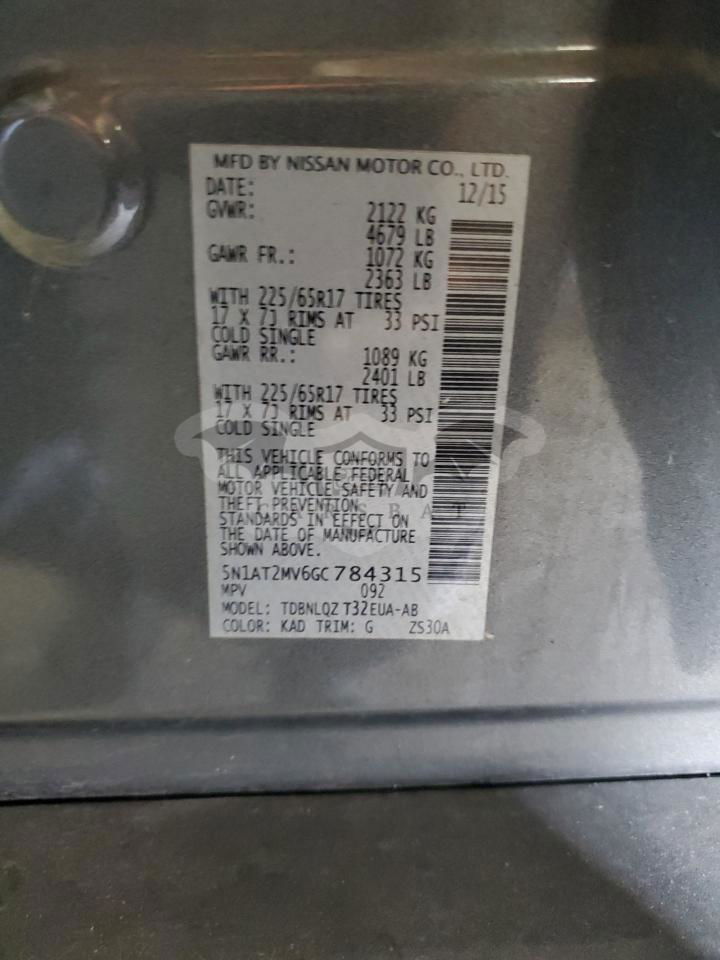 MFD BY NISSAN MOTOR CO., LTD.
DATE: 12/15
GVWR: 2122 KG
4679 LB
GAWR FR.: 1072 KG
2363 LB
WITH 225/65R17 TIRES
17 X 7J RIMS AT 33 PSI
COLD SINGLE
GAWR RR.: 1089 KG
2401 LB
WITH 225/65R17 TIRES
17 X 7J RIMS AT 33 PSI
COLD SINGLE
THIS VEHICLE CONFORMS TO
ALL APPLICABLE FEDERAL
MOTOR VEHICLE SAFETY AND
THEFT PREVENTION
STANDARDS IN EFFECT ON
THE DATE OF MANUFACTURE
SHOWN ABOVE.
5N1AT2MV6GC784315
MPV 092
MODEL: TDBNLQZ T32EUA-AB
COLOR: KAD TRIM: G ZS30A